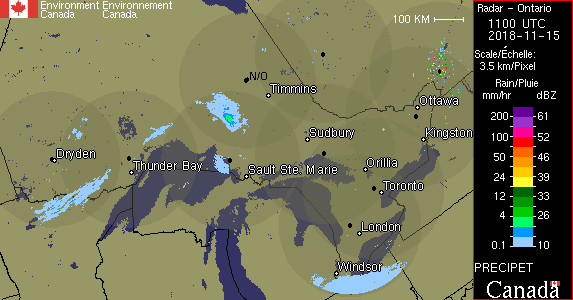 Environment Environnement
Canada Canada
100 KM
N/O
Timmins
Ottawa
Sudbury
Kingston
Dryden
Thunder Bay
Sault Ste. Marie
Orillia
Toronto
London
Windsor
Radar - Ontario
1100 UTC
2018-11-15
Scale/Échelle:
3.5 km/Pixel
Rain/Pluie
mm/hr dBZ
200 61
100 52
50 46
24 39
12 33
4 26
2 20
0.1 10
PRECIPET
Canada